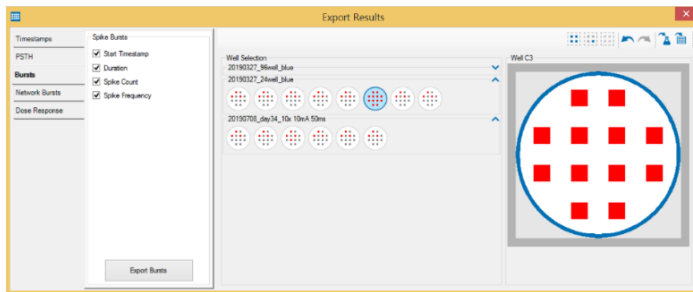 Export Results
Timestamps
PSTH
Bursts
Network Bursts
Dose Response
Spike Bursts
Start Timestamp
Duration
Spike Count
Spike Frequency
Export Bursts
Well Selection
20190327_96well_blue
20190327_24well_blue
20190708_day34_10x 10mA 50ms
Well C3